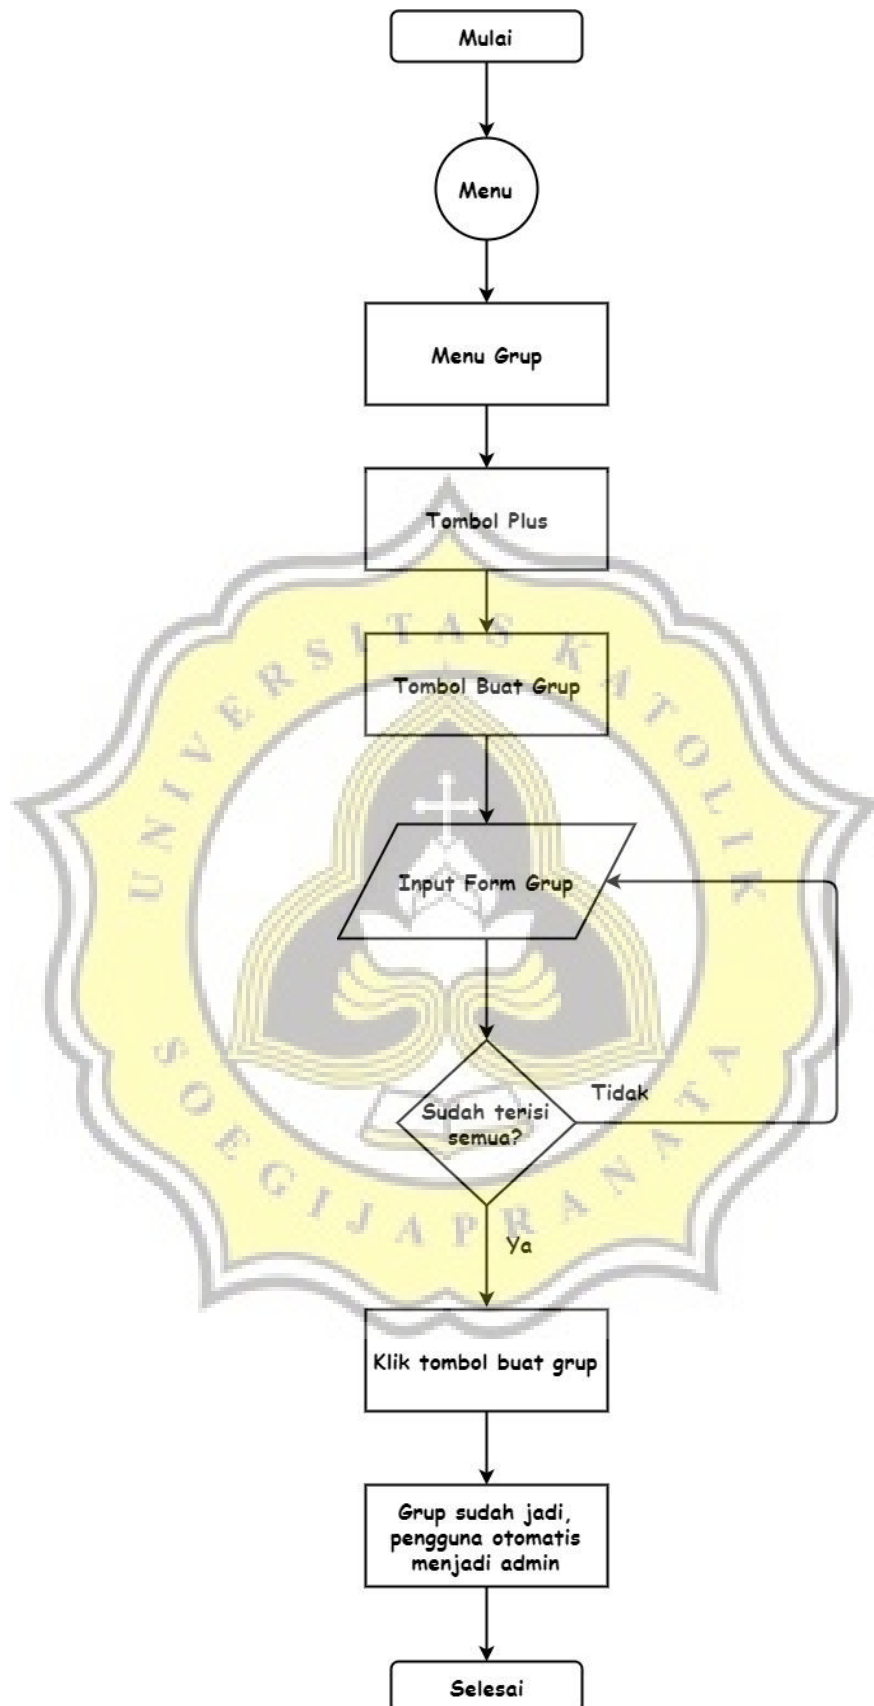 Mulai
Menu
Menu Grup
Tombol Plus
UNIVERSITAS KATOLIK
Tombol Buat Grup
Input Form Grup
Tidak
Sudah terisi
semua?
SOEGIJAPRANATA
Ya
Klik tombol buat grup
Grup sudah jadi,
pengguna otomatis
menjadi admin
Selesai